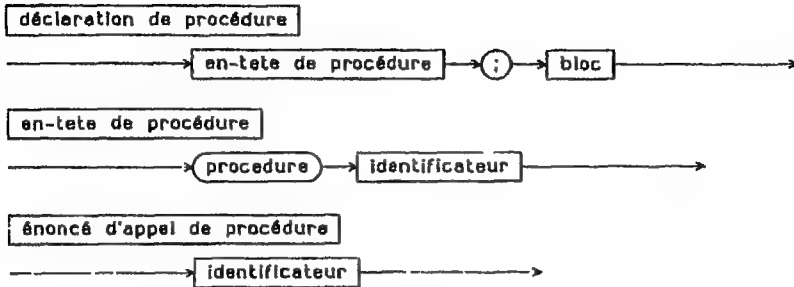 déclaration de procédure
en-tete de procédure ; bloc
en-tete de procédure
procedure identificateur
énoncé d'appel de procédure
identificateur